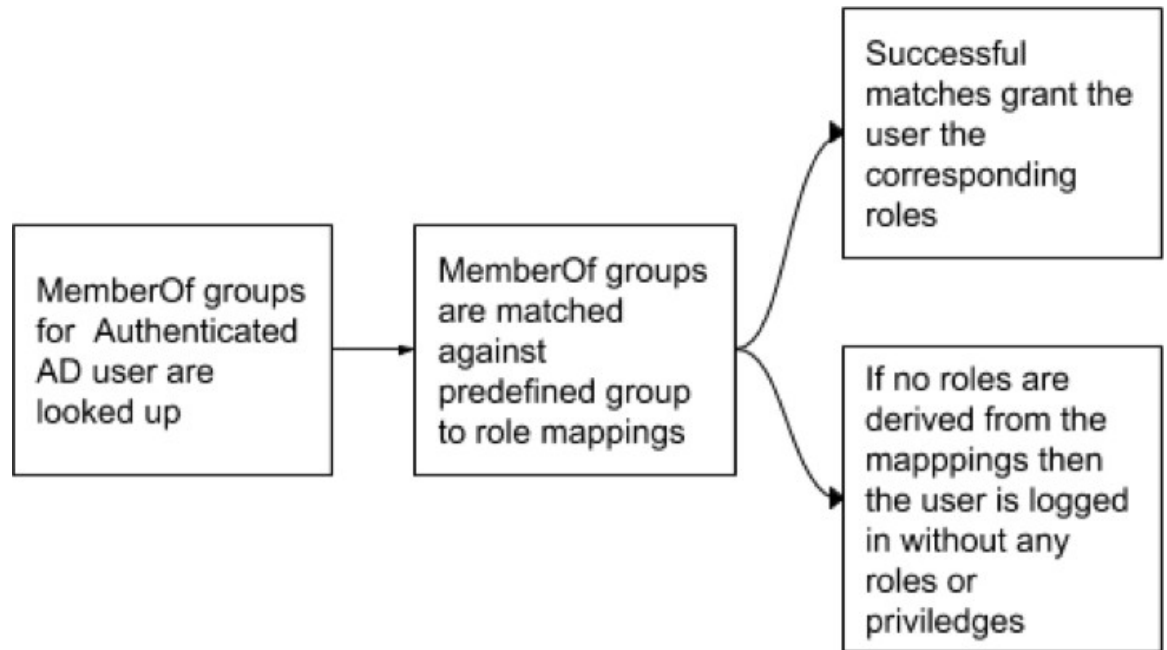 MemberOf groups
for  Authenticated
AD user are
looked up
MemberOf groups
are matched
against
predefined group
to role mappings
Successful
matches grant the
user the
corresponding
roles
If no roles are
derived from the
mapppings then
the user is logged
in without any
roles or
priviledges